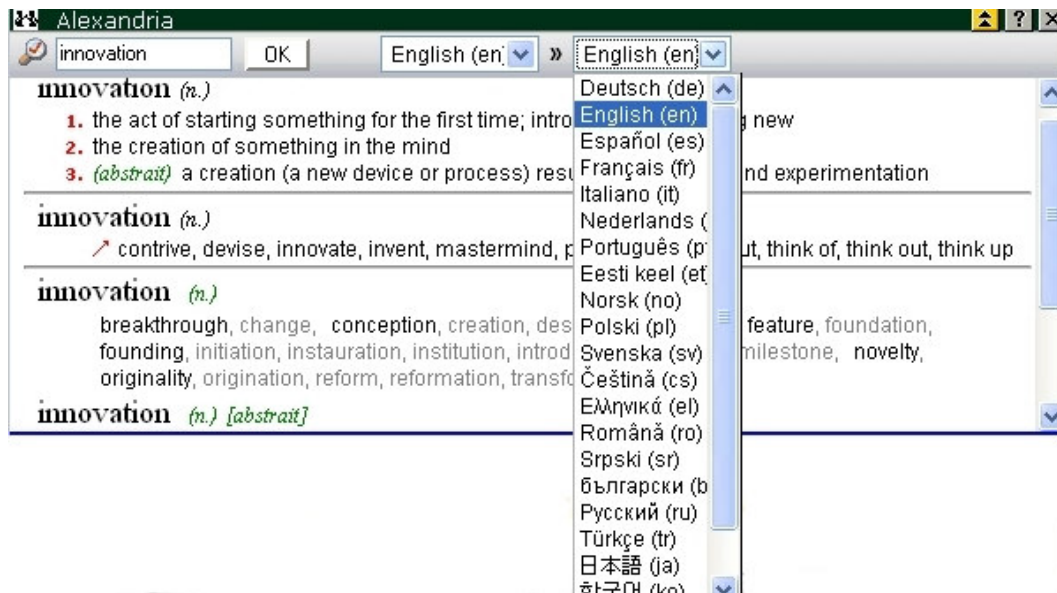 Alexandria
innovation OK English (en) » English (en)
innovation (n.)
1. the act of starting something for the first time; intro new
2. the creation of something in the mind
3. (abstrait) a creation (a new device or process) resu nd experimentation
innovation (n.)
contrive, devise, innovate, invent, mastermind, p ut, think of, think out, think up
innovation (n.)
breakthrough, change, conception, creation, des feature, foundation,
founding, initiation, instauration, institution, introd milestone, novelty,
originality, origination, reform, reformation, transfo
innovation (n.) [abstrait]
Deutsch (de)
English (en)
Español (es)
Français (fr)
Italiano (it)
Nederlands (
Português (p
Eesti keel (et
Norsk (no)
Polski (pl)
Svenska (sv)
Čeština (cs)
Ελληνικά (el)
Română (ro)
Srpski (sr)
български (b
Русский (ru)
Türkçe (tr)
日本語 (ja)
한국어 (ko)